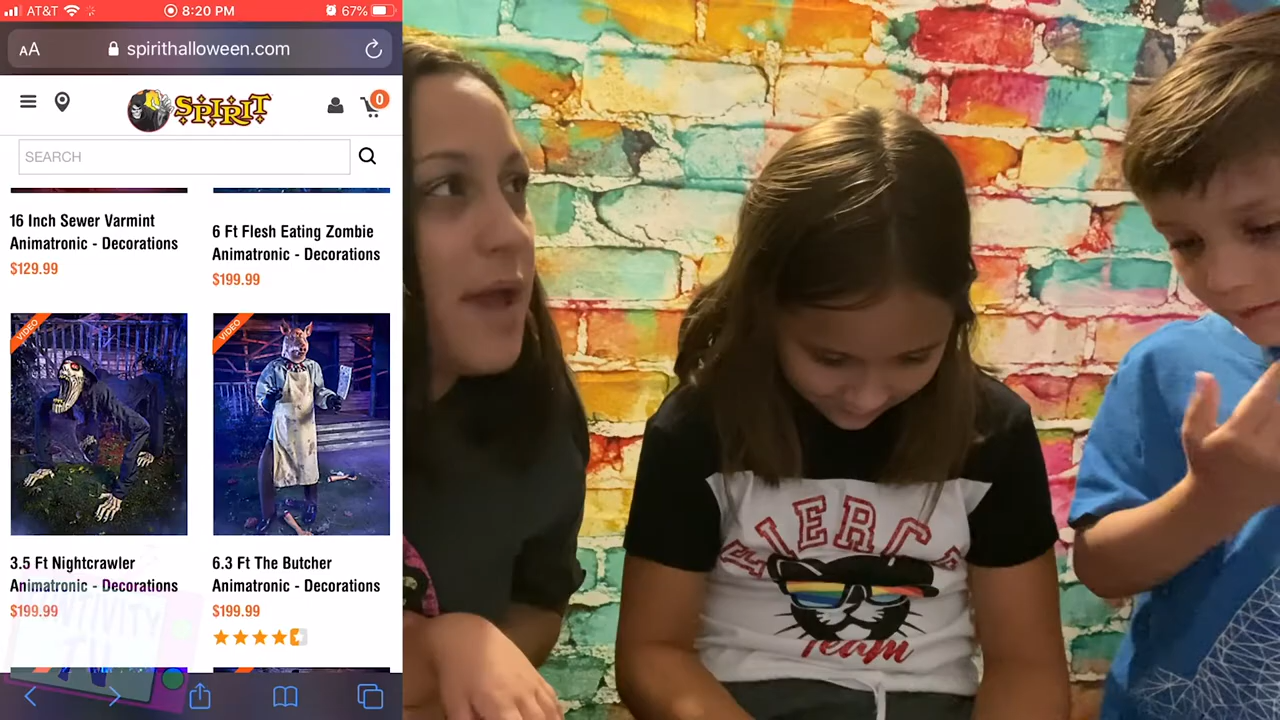 AT&T
8:20 PM
67%
AA
spirithalloween.com
SPIRIT
0
SEARCH
16 Inch Sewer Varmint
Animatronic - Decorations
$129.99
6 Ft Flesh Eating Zombie
Animatronic - Decorations
$199.99
VIDEO
VIDEO
3.5 Ft Nightcrawler
Animatronic - Decorations
$199.99
6.3 Ft The Butcher
Animatronic - Decorations
$199.99
TV
FIERCE
Team